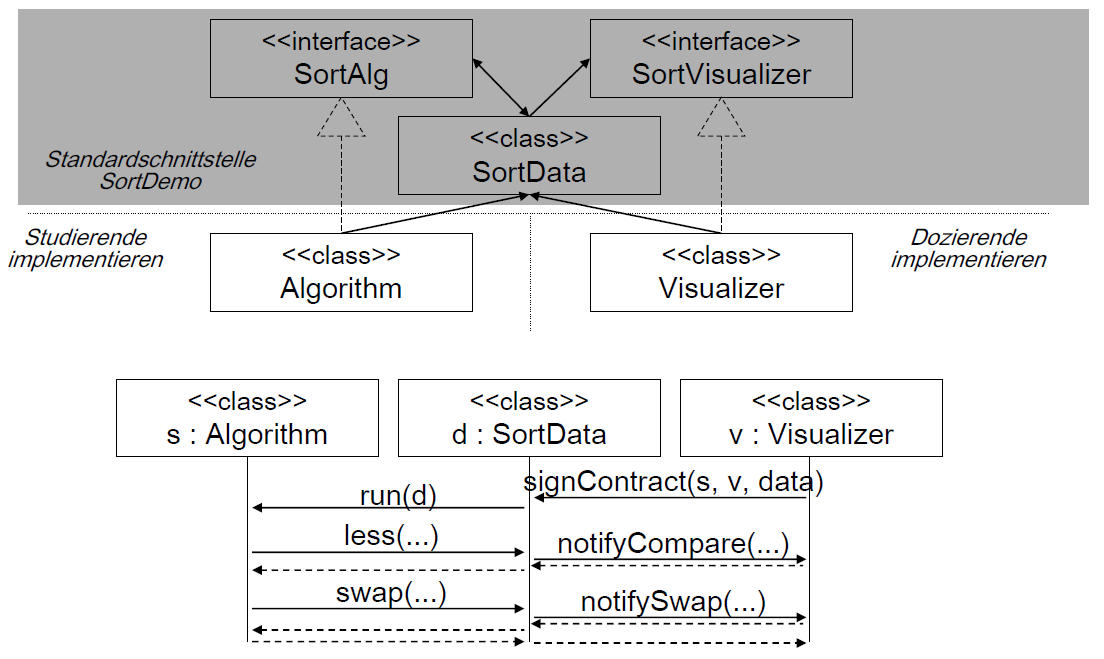 <<interface>>
SortAlg
<<interface>>
SortVisualizer
<<class>>
SortData
Standardschnittstelle
SortDemo
Studierende
implementieren
Dozierende
implementieren
<<class>>
Algorithm
<<class>>
Visualizer
<<class>>
s : Algorithm
<<class>>
d : SortData
<<class>>
v : Visualizer
signContract(s, v, data)
run(d)
less(...)
notifyCompare(...)
swap(...)
notifySwap(...)